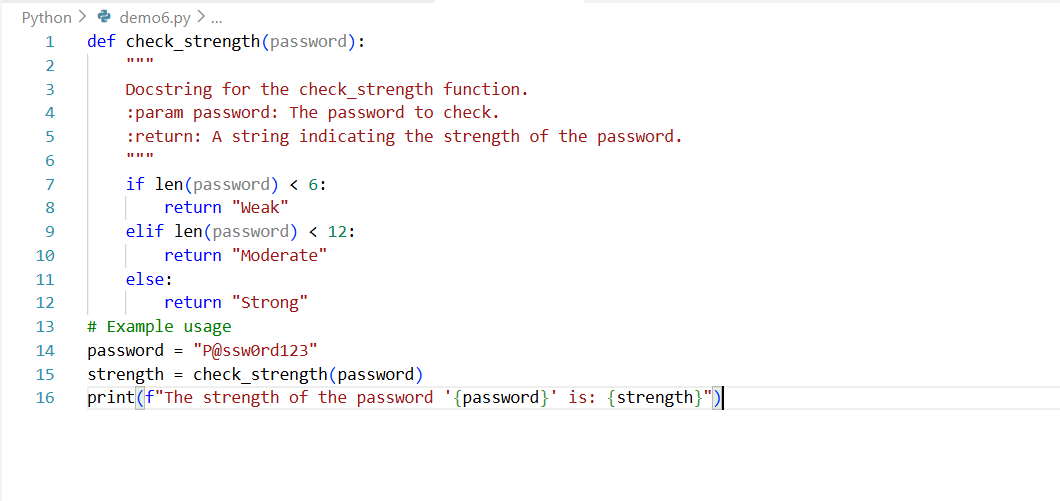 Python > demo6.py > ...
1 def check_strength(password):
2     """
3     Docstring for the check_strength function.
4     :param password: The password to check.
5     :return: A string indicating the strength of the password.
6     """
7     if len(password) < 6:
8         return "Weak"
9     elif len(password) < 12:
10         return "Moderate"
11     else:
12         return "Strong"
13 # Example usage
14 password = "P@ssw0rd123"
15 strength = check_strength(password)
16 print(f"The strength of the password '{password}' is: {strength}")